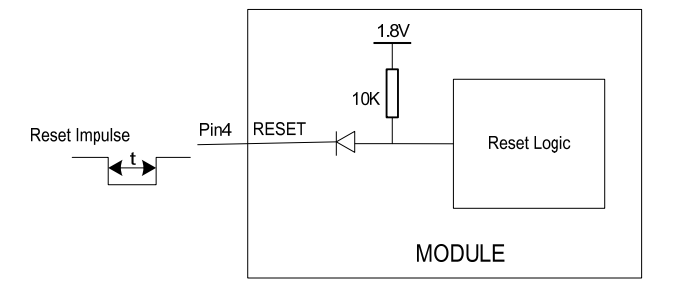 1.8V
10K
Reset Impulse
Pin4
RESET
t
Reset Logic
MODULE